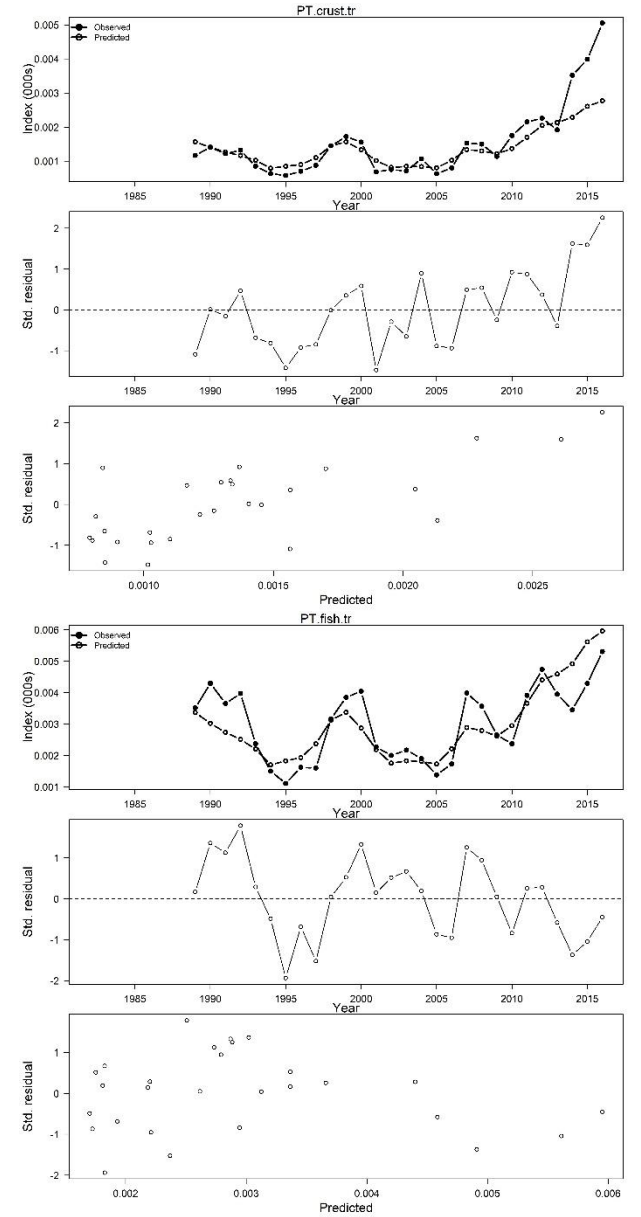 PT.crust.tr
Observed
Predicted
Index (000s)
0.005
0.004
0.003
0.002
0.001
1985 1990 1995 2000 2005 2010 2015
Year
Std. residual
2
1
0
-1
1985 1990 1995 2000 2005 2010 2015
Year
Std. residual
2
1
0
-1
0.0010 0.0015 0.0020 0.0025
Predicted
PT.fish.tr
Observed
Predicted
Index (000s)
0.006
0.005
0.004
0.003
0.002
0.001
1985 1990 1995 2000 2005 2010 2015
Year
Std. residual
1
0
-1
-2
1985 1990 1995 2000 2005 2010 2015
Year
Std. residual
1
0
-1
-2
0.002 0.003 0.004 0.005 0.006
Predicted